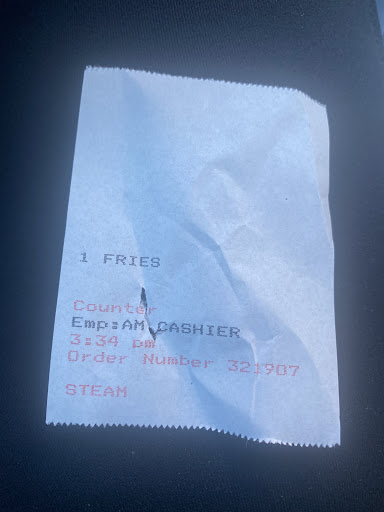 1 FRIES
Counter
Emp:AM CASHIER
3:34 pm
Order Number 321907
STEAM